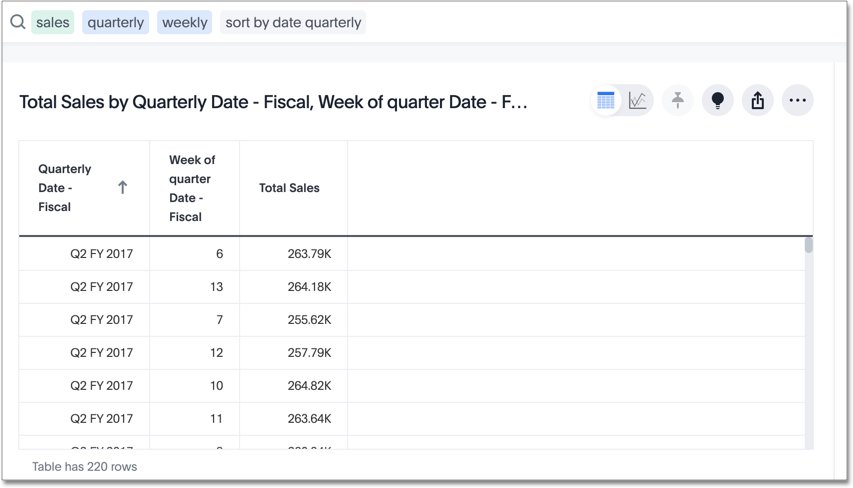 sales quarterly weekly sort by date quarterly
Total Sales by Quarterly Date - Fiscal, Week of quarter Date - F...
Quarterly
Date -
Fiscal
Week of
quarter
Date -
Fiscal
Total Sales
Q2 FY 2017 6 263.79K
Q2 FY 2017 13 264.18K
Q2 FY 2017 7 255.62K
Q2 FY 2017 12 257.79K
Q2 FY 2017 10 264.82K
Q2 FY 2017 11 263.64K
Table has 220 rows